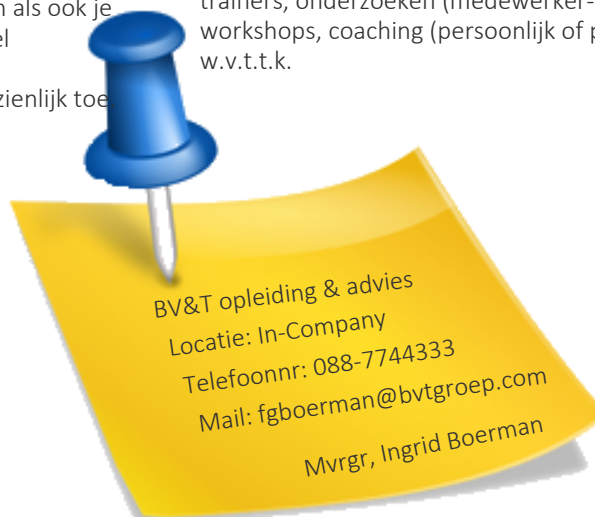 n als ook je
el
zienlijk toe
trainers, onderzoeken (medewerker-
workshops, coaching (persoonlijk of p
w.v.t.t.k.
BV&T opleiding & advies
Locatie: In-Company
Telefoonnr: 088-7744333
Mail: fgboerman@bvtgroep.com
Mvrgr, Ingrid Boerman